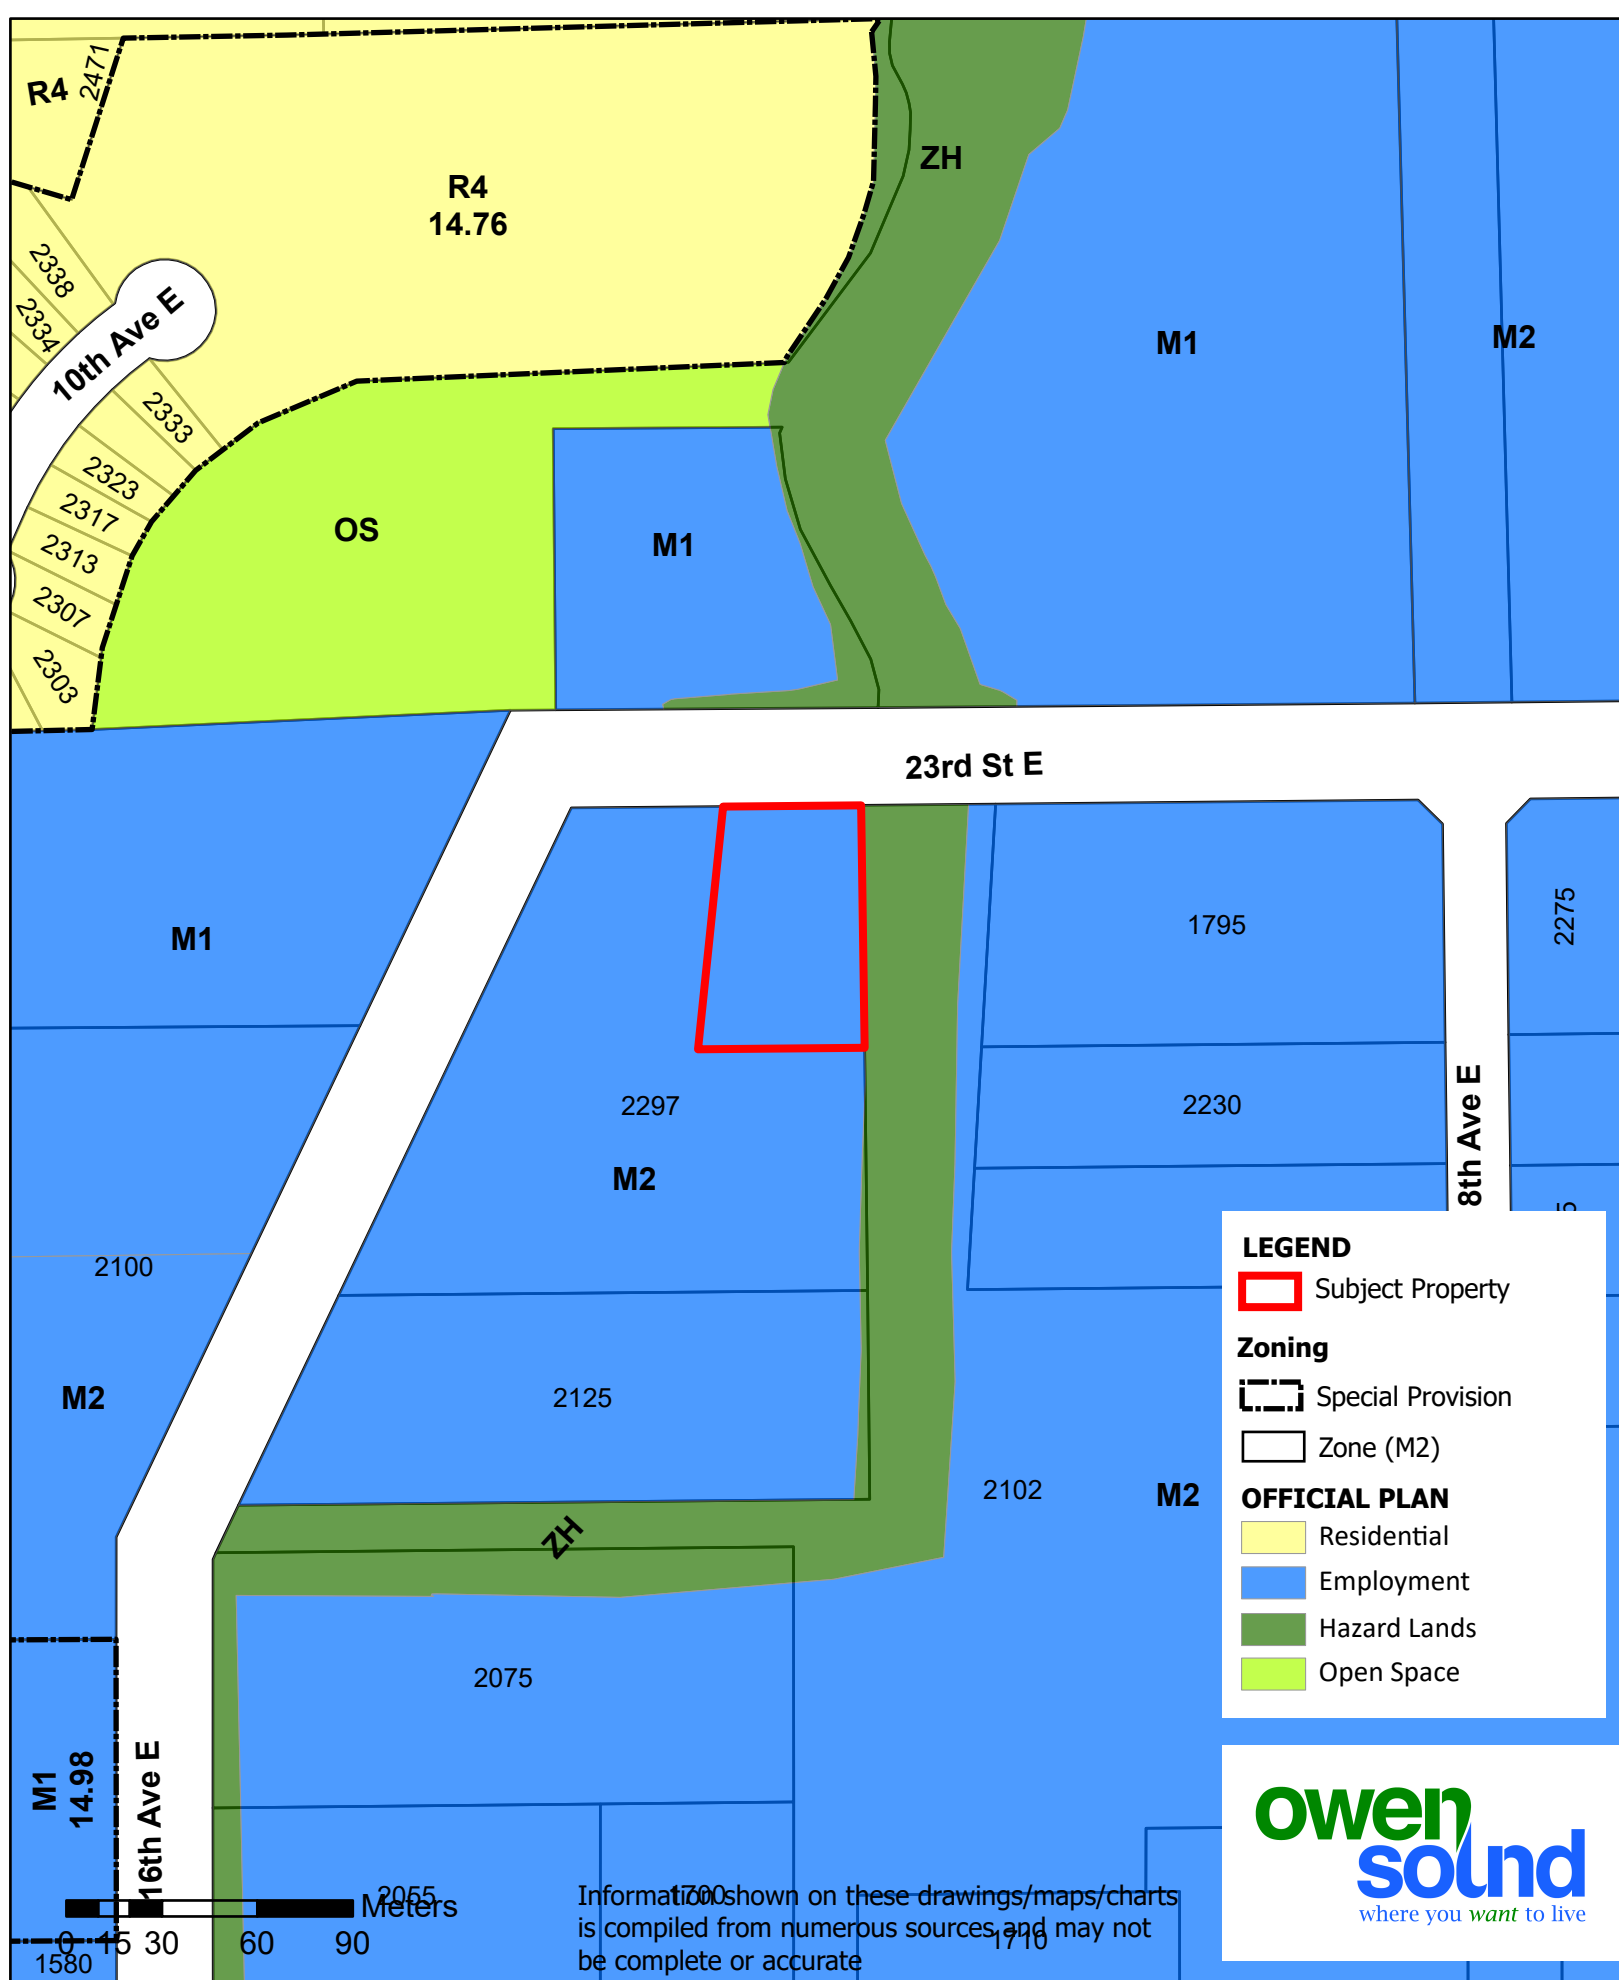 R4
2471
ZH
R4
14.76
2338
2334
10th Ave E
M1
M2
2333
2323
2317
OS
M1
2313
2307
2303
23rd St E
M1
1795
2275
2297
2230
M2
8th Ave E
2100
M2
2125
2102
M2
ZH
2075
M1
14.98
16th Ave E
2055
1700
1710
1580
LEGEND
Subject Property
Zoning
Special Provision
Zone (M2)
OFFICIAL PLAN
Residential
Employment
Hazard Lands
Open Space
owen
sound
where you want to live
Meters
0 15 30 60 90
Information shown on these drawings/maps/charts
is compiled from numerous sources and may not
be complete or accurate